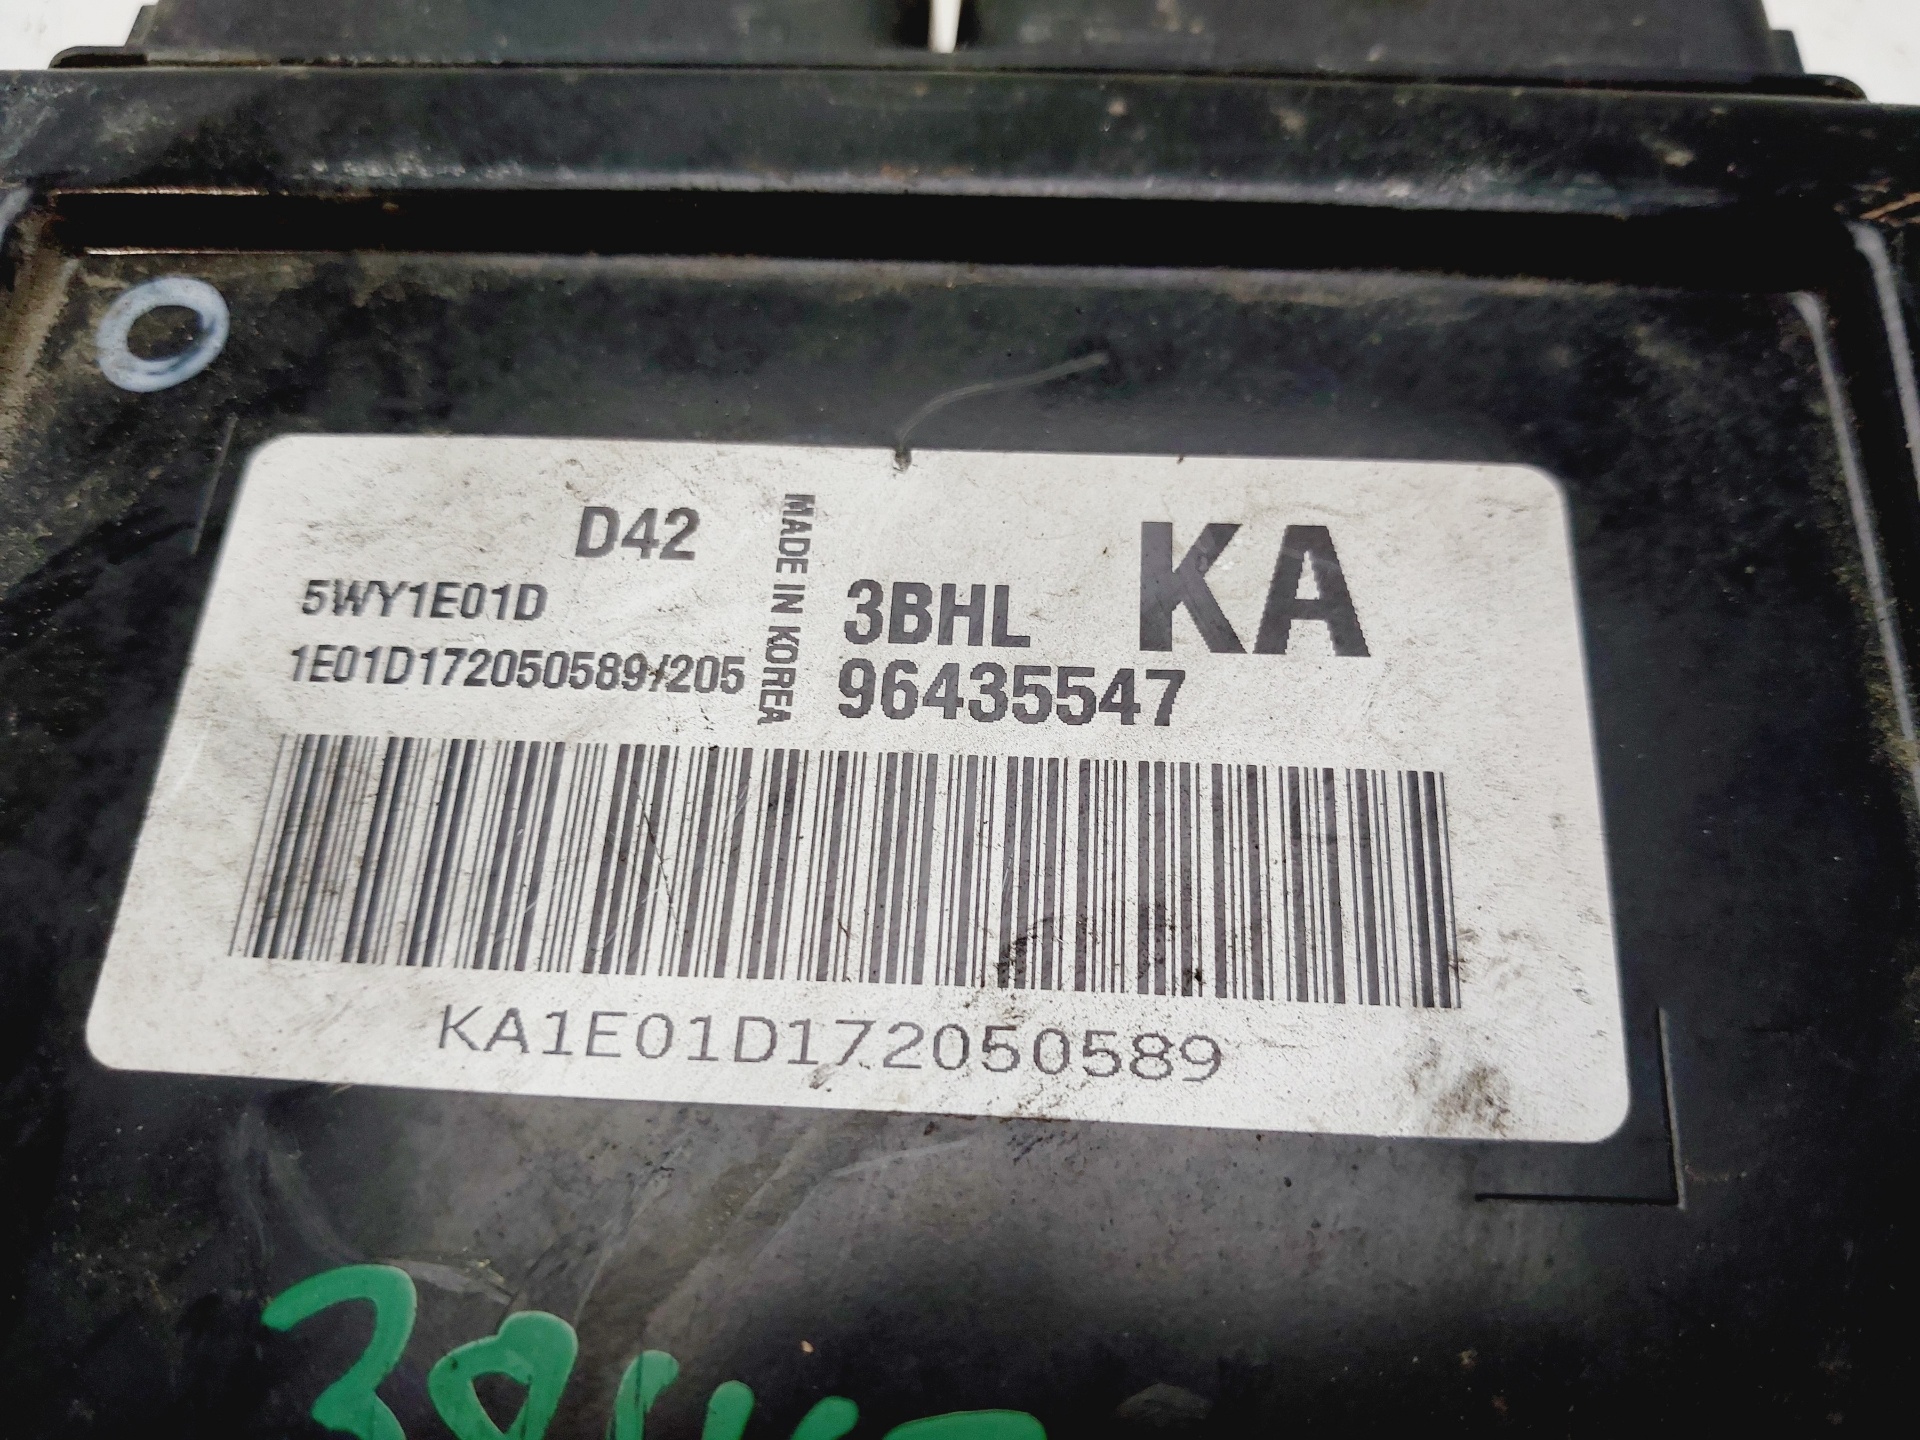 D42
5WY1E01D
1E01D172050589/205
MADE IN KOREA
3BHL
KA
96435547
KA1E01D172050589